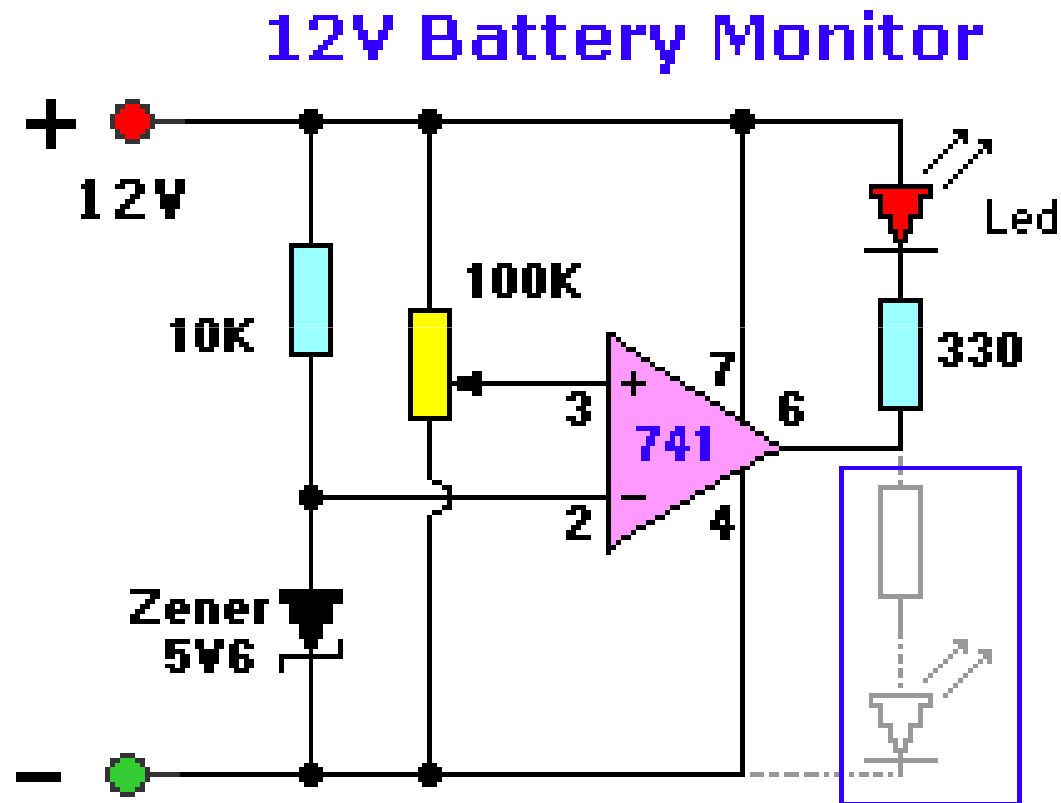 12V Battery Monitor
+
12V
10K
100K
Led
330
7
+
3
6
741
−
2
4
Zener
5V6
−